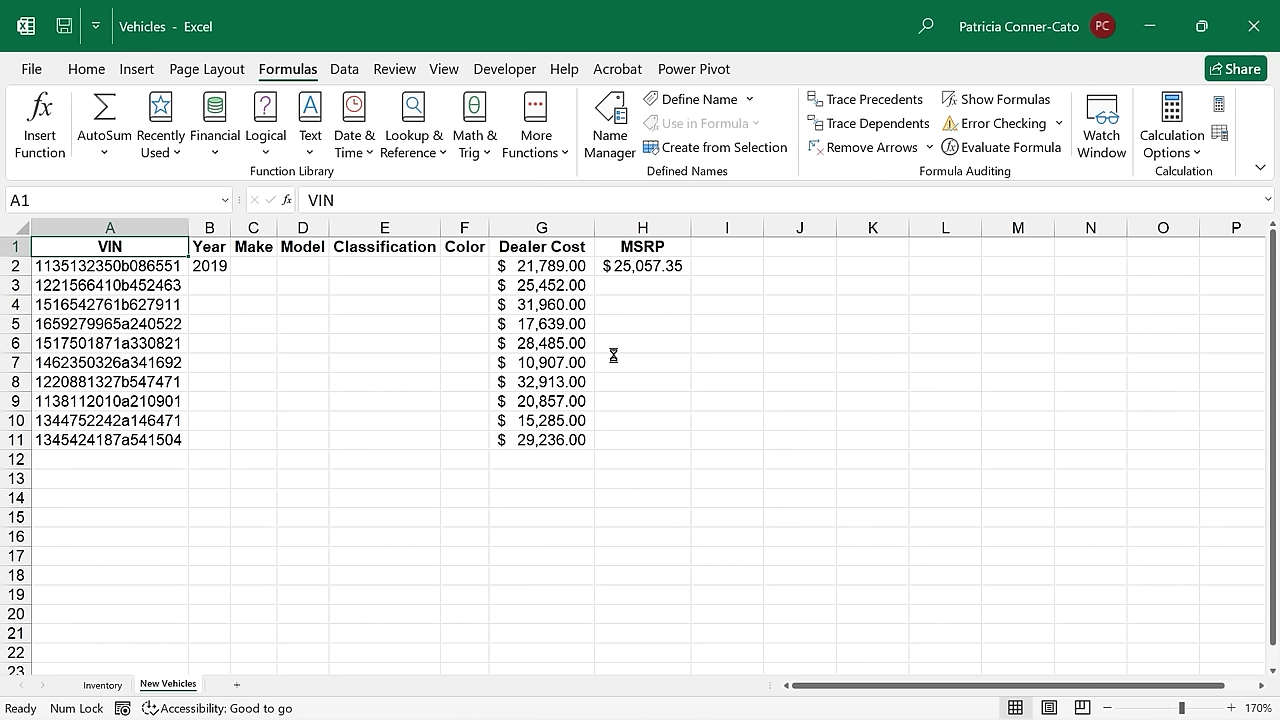 Vehicles - Excel
Patricia Conner-Cato PC
File Home Insert Page Layout Formulas Data Review View Developer Help Acrobat Power Pivot Share
Insert Function
AutoSum
Recently Used
Financial
Logical
Text
Date & Time
Lookup & Reference
Math & Trig
More Functions
Function Library
Name Manager
Define Name
Use in Formula
Create from Selection
Defined Names
Trace Precedents
Trace Dependents
Remove Arrows
Show Formulas
Error Checking
Evaluate Formula
Formula Auditing
Watch Window
Calculation Options
Calculation
A1 fx VIN
A B C D E F G H I J K L M N O P
1 VIN Year Make Model Classification Color Dealer Cost MSRP
2 1135132350b086551 2019 $ 21,789.00 $ 25,057.35
3 1221566410b452463 $ 25,452.00
4 1516542761b627911 $ 31,960.00
5 1659279965a240522 $ 17,639.00
6 1517501871a330821 $ 28,485.00
7 1462350326a341692 $ 10,907.00
8 1220881327b547471 $ 32,913.00
9 1138112010a210901 $ 20,857.00
10 1344752242a146471 $ 15,285.00
11 1345424187a541504 $ 29,236.00
12
13
14
15
16
17
18
19
20
21
22
23
Inventory New Vehicles +
Ready Num Lock Accessibility: Good to go 170%